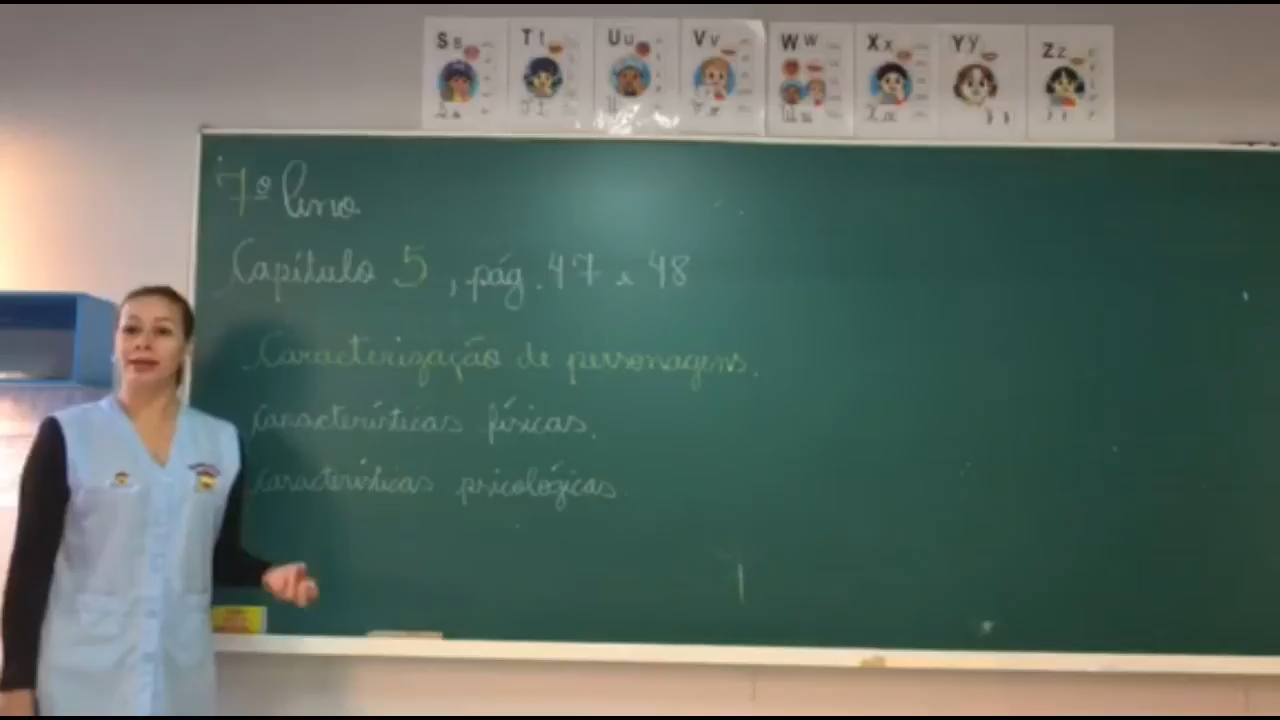 S s T t U u V v W w X x Y y Z z
7º livro
Capítulo 5, pág. 47 e 48
Caracterização de personagens.
características físicas.
características psicológicas.